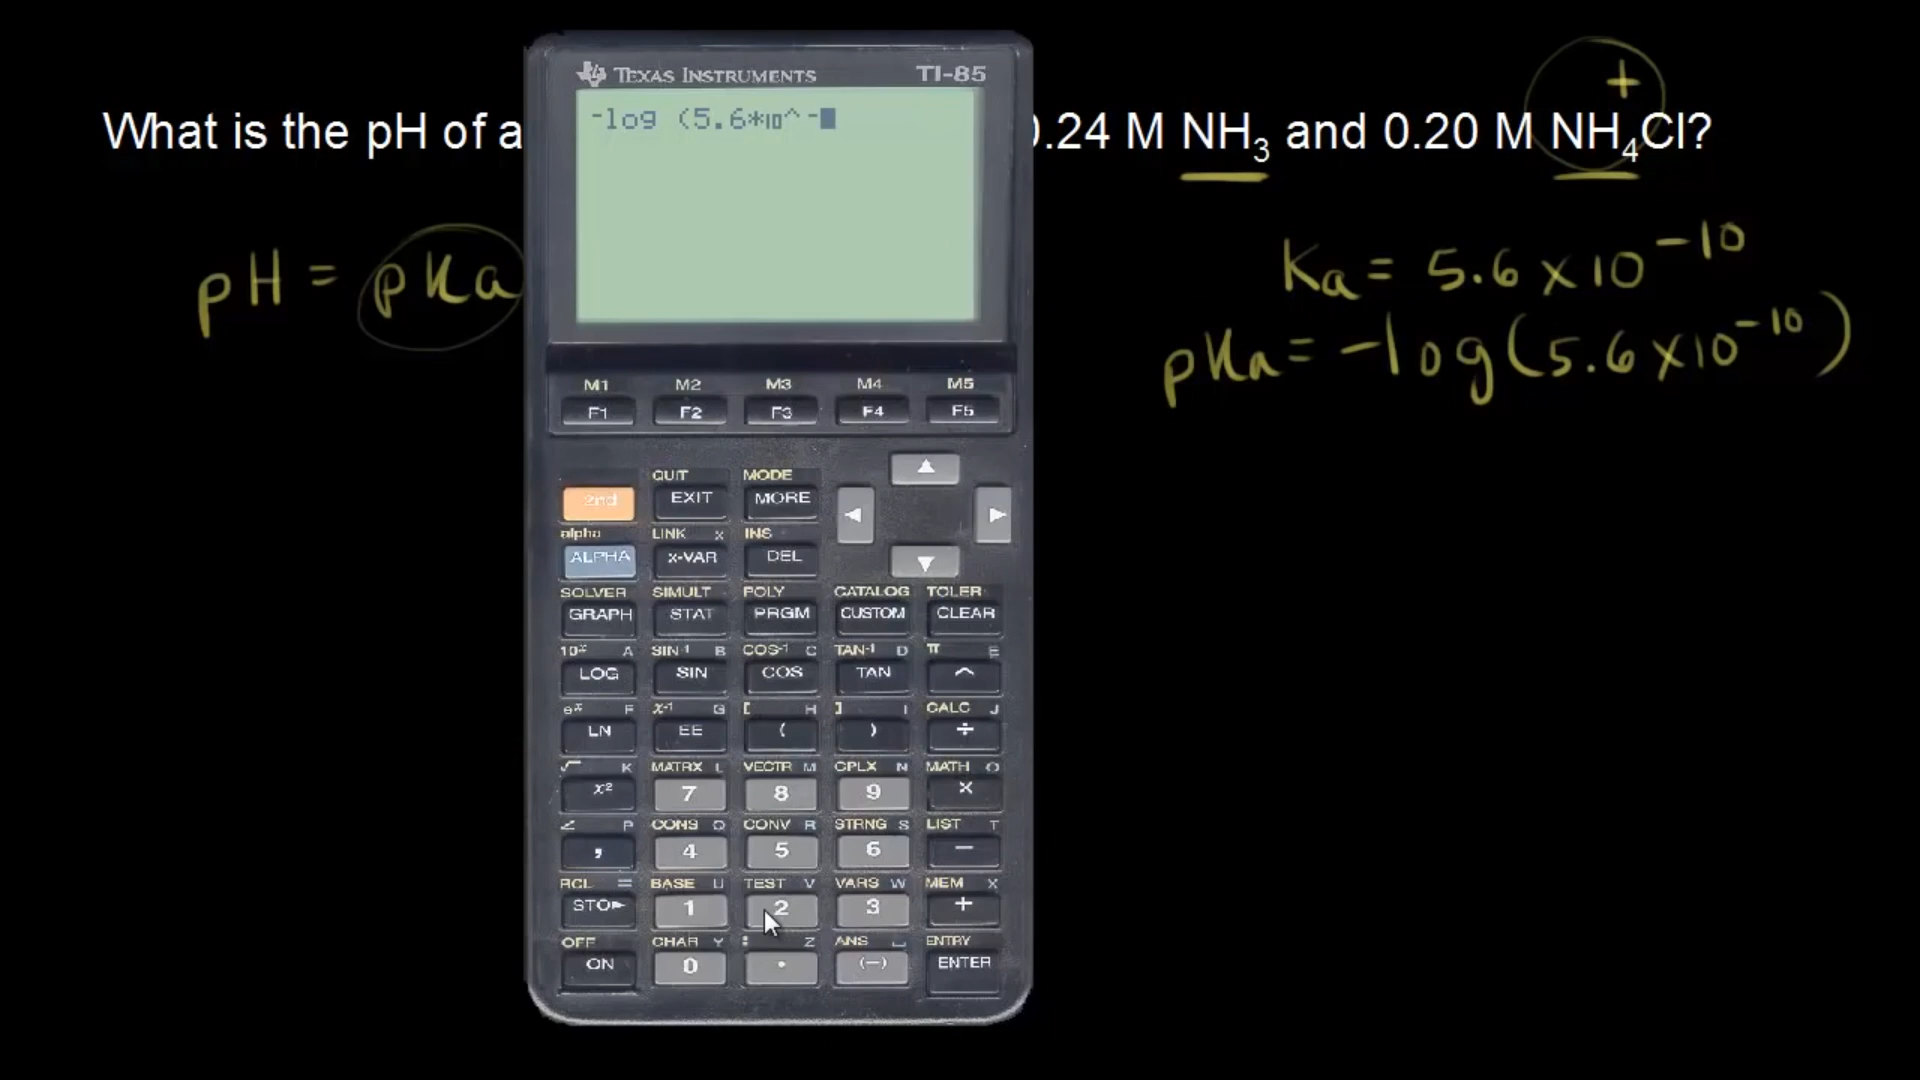 What is the pH of a 0.24 M NH₃ and 0.20 M NH₄Cl?
+
pH = pKa
Ka = 5.6 x 10⁻¹⁰
pKa = -log(5.6 x 10⁻¹⁰)
TEXAS INSTRUMENTS TI-85
-log (5.6*10^-
M1 M2 M3 M4 M5
F1 F2 F3 F4 F5
QUIT MODE
2nd EXIT MORE
alpha LINK x INS
ALPHA x-VAR DEL
SOLVER SIMULT POLY CATALOG TOLER
GRAPH STAT PRGM CUSTOM CLEAR
10ˣ A SIN⁻¹ B COS⁻¹ C TAN⁻¹ D π E
LOG SIN COS TAN ^
eˣ F x⁻¹ G [ H ] I CALC J
LN EE ( ) ÷
√ K MATRX L VECTR M CPLX N MATH O
x² 7 8 9 ×
∠ P CONS Q CONV R STRNG S LIST T
, 4 5 6 −
RCL = BASE U TEST V VARS W MEM X
STO► 1 2 3 +
OFF CHAR Y : Z ANS ␣ ENTRY
ON 0 . (−) ENTER